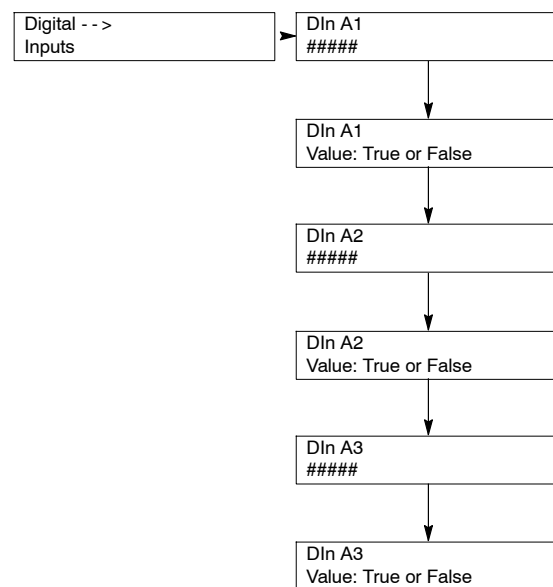 Digital - - >
Inputs
DIn A1
#####
DIn A1
Value: True or False
DIn A2
#####
DIn A2
Value: True or False
DIn A3
#####
DIn A3
Value: True or False